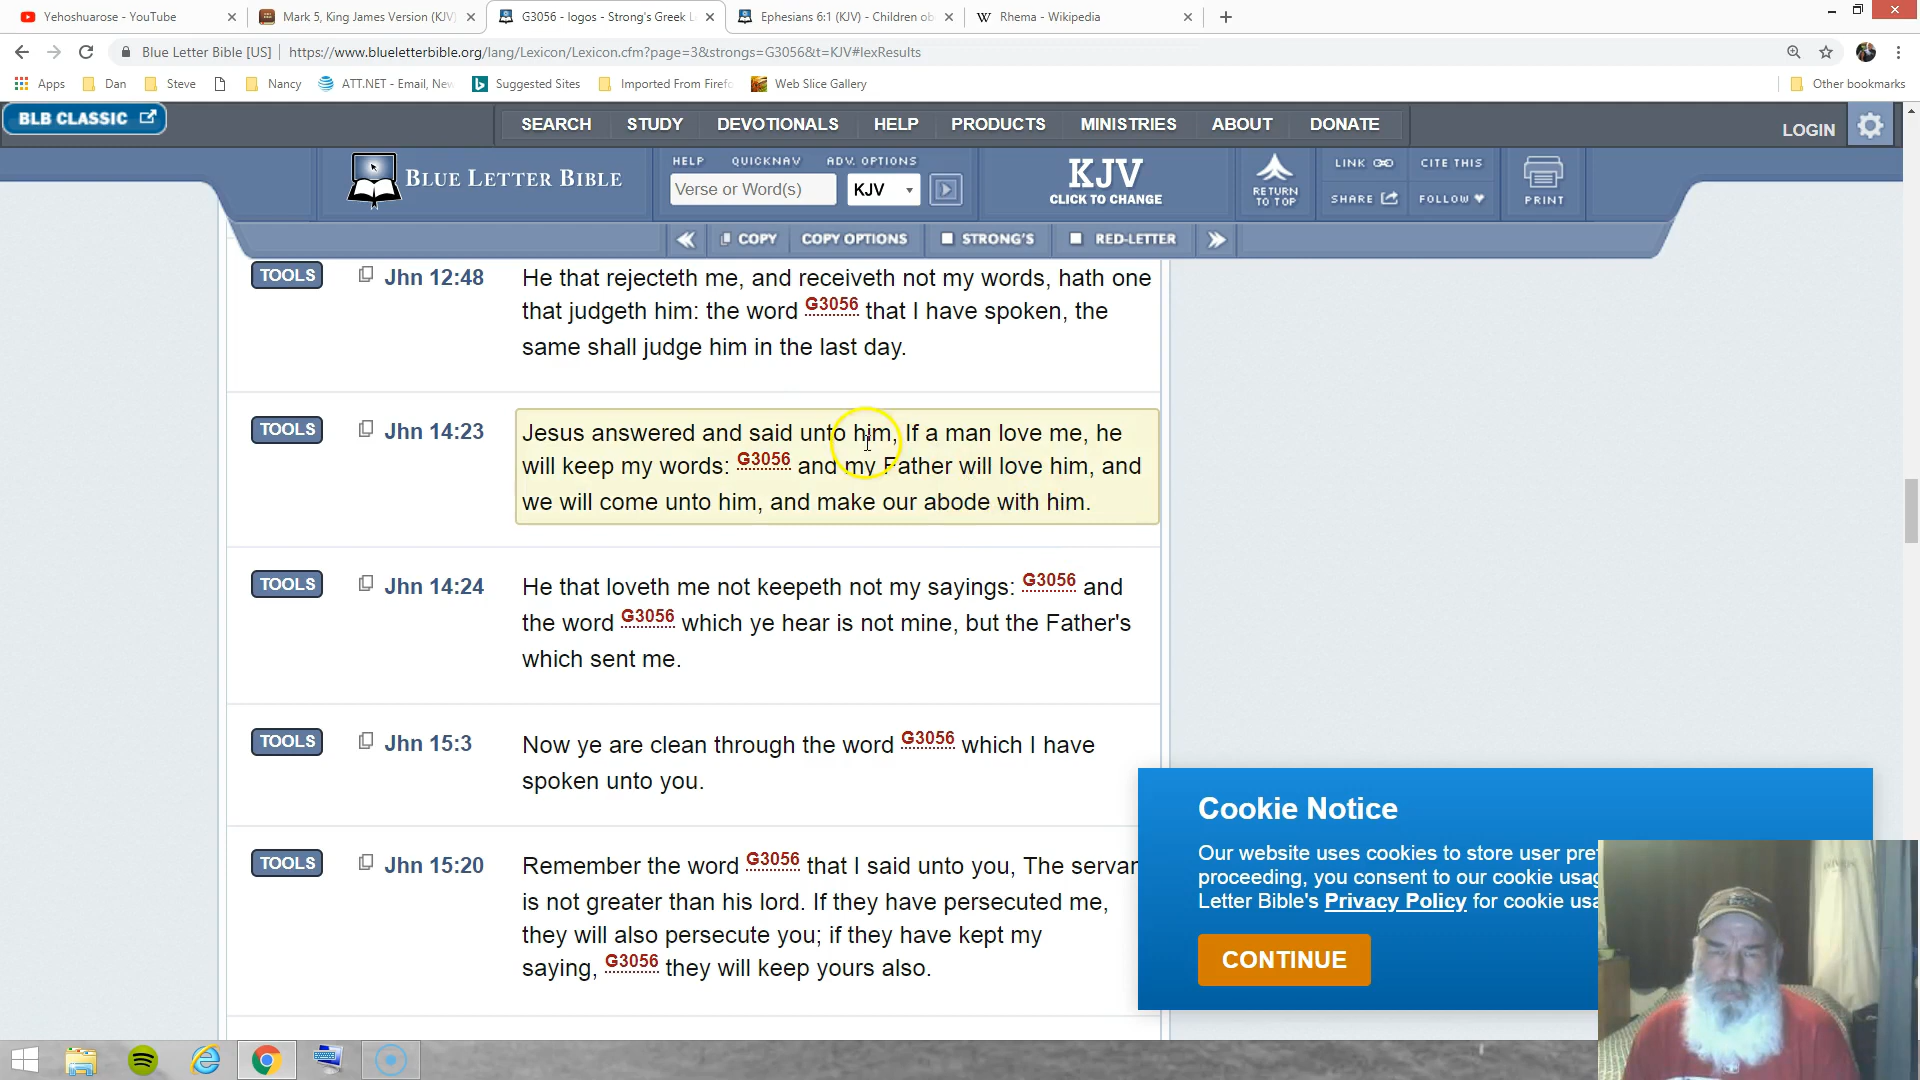 Yehoshuarose - YouTube
Mark 5, King James Version (KJV)
G3056 - logos - Strong's Greek L
Ephesians 6:1 (KJV) - Children ob
W Rhema - Wikipedia
Blue Letter Bible [US] | https://www.blueletterbible.org/lang/Lexicon/Lexicon.cfm?page=3&strongs=G3056&t=KJV#lexResults
Apps Dan Steve Nancy ATT.NET - Email, New Suggested Sites Imported From Firefo Web Slice Gallery Other bookmarks
BLB CLASSIC
SEARCH STUDY DEVOTIONALS HELP PRODUCTS MINISTRIES ABOUT DONATE
LOGIN
BLUE LETTER BIBLE
HELP QUICKNAV ADV. OPTIONS
Verse or Word(s) KJV
KJV
CLICK TO CHANGE
RETURN
TO TOP
LINK CITE THIS
SHARE FOLLOW
PRINT
COPY COPY OPTIONS STRONG'S RED-LETTER
TOOLS Jhn 12:48 He that rejecteth me, and receiveth not my words, hath one
that judgeth him: the word G3056 that I have spoken, the
same shall judge him in the last day.
TOOLS Jhn 14:23 Jesus answered and said unto him, If a man love me, he
will keep my words: G3056 and my Father will love him, and
we will come unto him, and make our abode with him.
TOOLS Jhn 14:24 He that loveth me not keepeth not my sayings: G3056 and
the word G3056 which ye hear is not mine, but the Father's
which sent me.
TOOLS Jhn 15:3 Now ye are clean through the word G3056 which I have
spoken unto you.
TOOLS Jhn 15:20 Remember the word G3056 that I said unto you, The servan
is not greater than his lord. If they have persecuted me,
they will also persecute you; if they have kept my
saying, G3056 they will keep yours also.
Cookie Notice
Our website uses cookies to store user pref
proceeding, you consent to our cookie usag
Letter Bible's Privacy Policy for cookie usa
CONTINUE